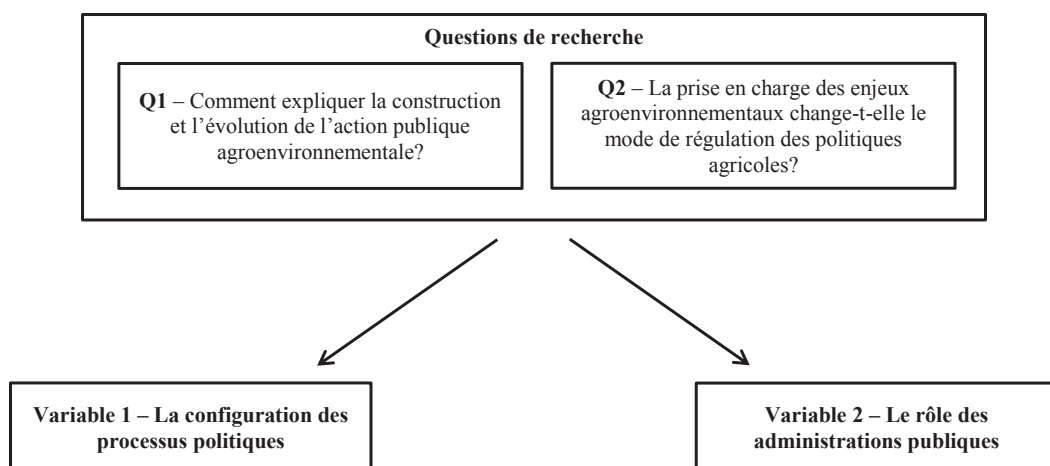 Questions de recherche
Q1 – Comment expliquer la construction
et l’évolution de l’action publique
agroenvironnementale?
Q2 – La prise en charge des enjeux
agroenvironnementaux change-t-elle le
mode de régulation des politiques
agricoles?
Variable 1 – La configuration des
processus politiques
Variable 2 – Le rôle des
administrations publiques